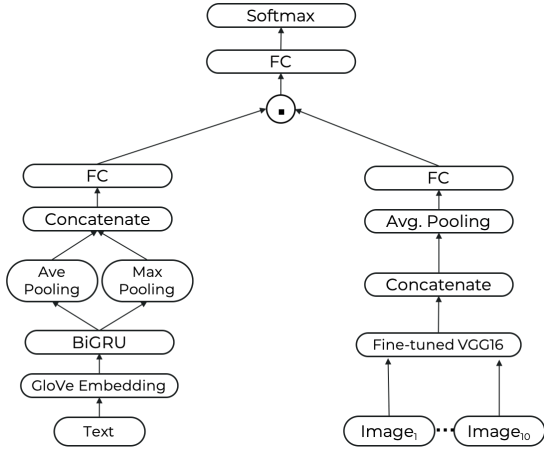 Softmax
FC
.
FC
Concatenate
Ave
Pooling
Max
Pooling
BiGRU
GloVe Embedding
Text
FC
Avg. Pooling
Concatenate
Fine-tuned VGG16
Image₁ ... Image₁₀